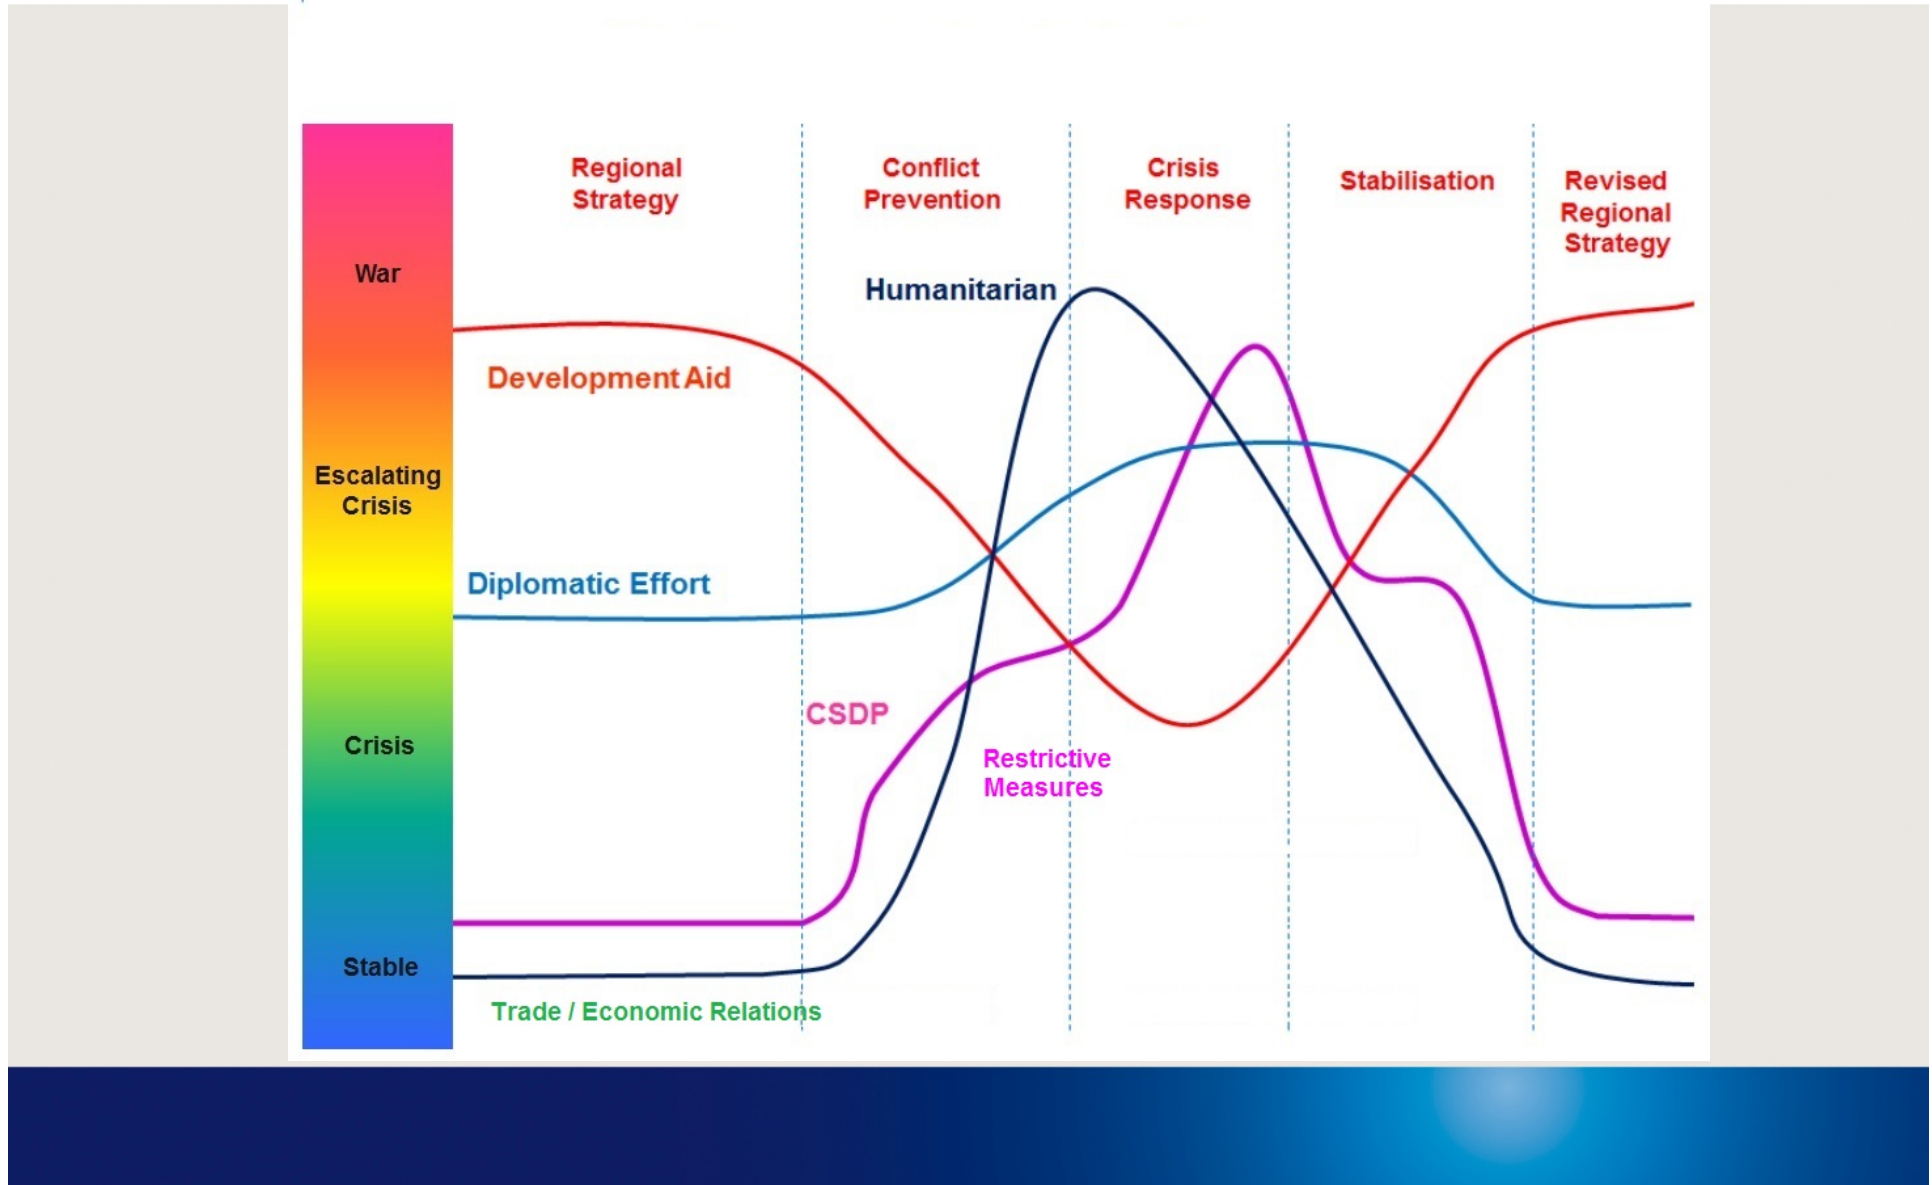 Regional
Strategy
Conflict
Prevention
Crisis
Response
Stabilisation
Revised
Regional
Strategy
War
Humanitarian
Development Aid
Escalating
Crisis
Diplomatic Effort
CSDP
Crisis
Restrictive
Measures
Stable
Trade / Economic Relations